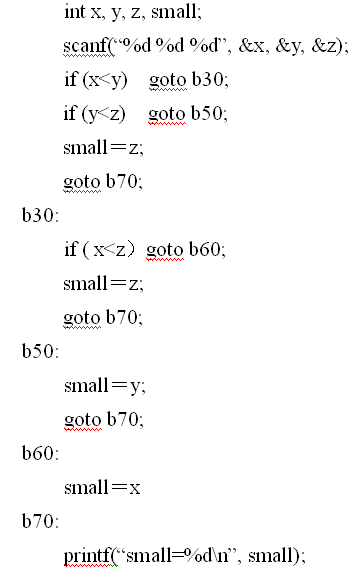 int x, y, z, small;
scanf(“%d %d %d”, &x, &y, &z);
if (x<y) goto b30;
if (y<z) goto b50;
small＝z;
goto b70;
b30:
if ( x<z）goto b60;
small＝z;
goto b70;
b50:
small＝y;
goto b70;
b60:
small＝x
b70:
printf(“small=%d\n”, small);